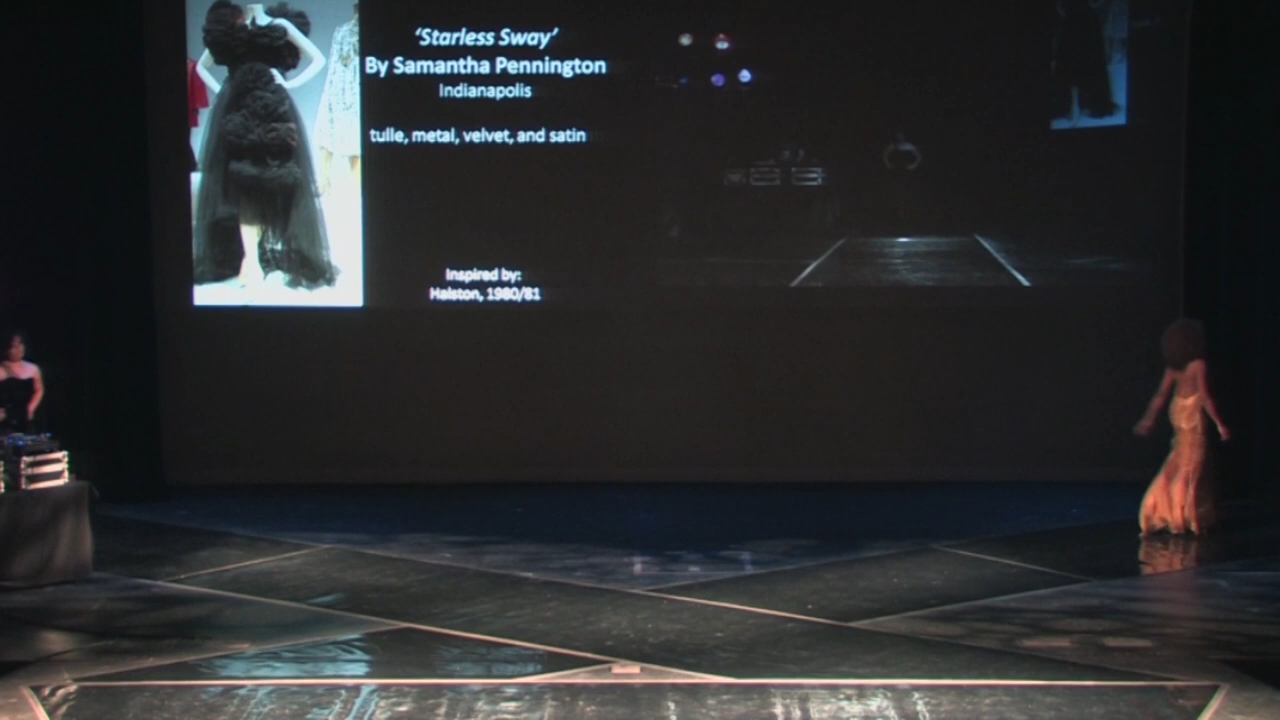 ‘Starless Sway’
By Samantha Pennington
Indianapolis
tulle, metal, velvet, and satin
Inspired by:
Halston, 1980/81